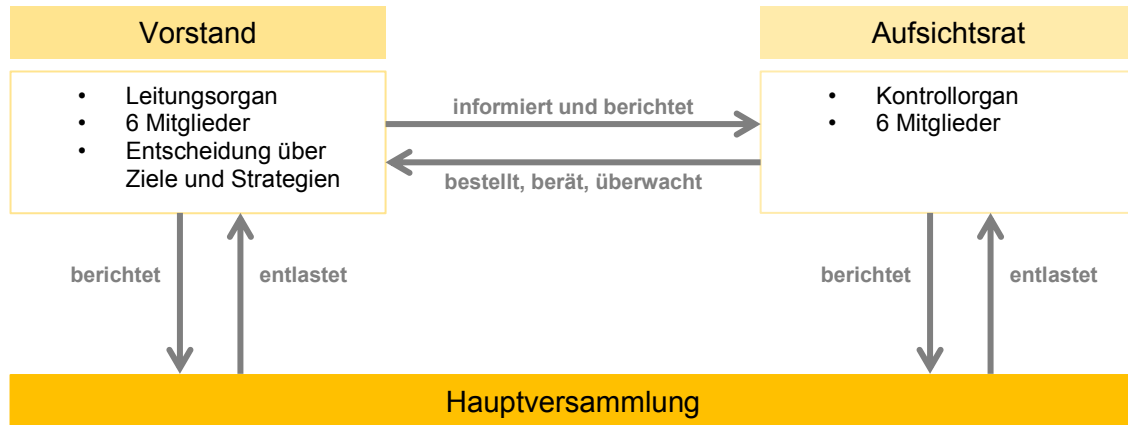 Vorstand
Aufsichtsrat
• Leitungsorgan
• 6 Mitglieder
• Entscheidung über
Ziele und Strategien
informiert und berichtet
bestellt, berät, überwacht
• Kontrollorgan
• 6 Mitglieder
berichtet
entlastet
berichtet
entlastet
Hauptversammlung